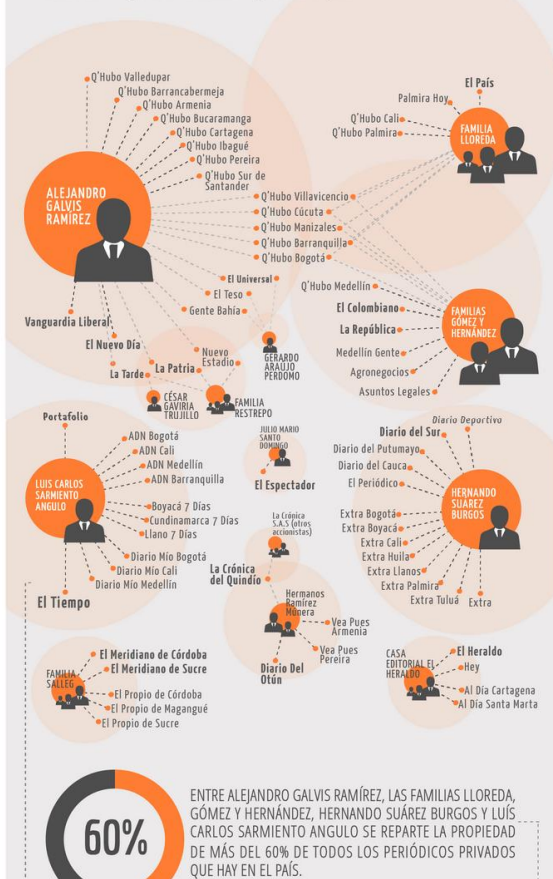 Q'Hubo Valledupar
Q'Hubo Barrancabermeja
Q'Hubo Armenia
Q'Hubo Bucaramanga
Q'Hubo Cartagena
Q'Hubo Ibagué
Q'Hubo Pereira
Q'Hubo Sur de
Santander
ALEJANDRO
GALVIS
RAMÍREZ
El País
Palmira Hoy
Q'Hubo Cali
Q'Hubo Palmira
FAMILIA
LLOREDA
Q'Hubo Villavicencio
Q'Hubo Cúcuta
Q'Hubo Manizales
Q'Hubo Barranquilla
Q'Hubo Bogotá
El Universal
El Teso
Gente Bahía
Vanguardia Liberal
El Nuevo Día
La Tarde
La Patria
Nuevo
Estadio
GERARDO
ARAÚJO
PERDOMO
CÉSAR
GAVIRIA
TRUJILLO
FAMILIA
RESTREPO
Q'Hubo Medellín
El Colombiano
La República
Medellín Gente
Agronegocios
Asuntos Legales
FAMILIAS
GÓMEZ Y
HERNÁNDEZ
Portafolio
ADN Bogotá
ADN Cali
ADN Medellín
ADN Barranquilla
LUIS CARLOS
SARMIENTO
ANGULO
Boyacá 7 Días
Cundinamarca 7 Días
Llano 7 Días
Diario Mío Bogotá
Diario Mío Cali
Diario Mío Medellín
El Tiempo
JULIO MARIO
SANTO
DOMINGO
El Espectador
Diario Deportivo
Diario del Sur
Diario del Putumayo
Diario del Cauca
El Periódico
HERNANDO
SUÁREZ
BURGOS
Extra Bogotá
Extra Boyacá
Extra Cali
Extra Huila
Extra Llanos
Extra Palmira
Extra Tuluá
Extra
La Crónica
S.A.S (otros
accionistas)
La Crónica
del Quindío
Hermanos
Ramírez
Múnera
Vea Pues
Armenia
Vea Pues
Pereira
Diario Del
Otún
FAMILIA
SALLEG
El Meridiano de Córdoba
El Meridiano de Sucre
El Propio de Córdoba
El Propio de Magangué
El Propio de Sucre
CASA
EDITORIAL EL
HERALDO
El Heraldo
Hey
Al Día Cartagena
Al Día Santa Marta
60%
ENTRE ALEJANDRO GALVIS RAMÍREZ, LAS FAMILIAS LLOREDA,
GÓMEZ Y HERNÁNDEZ, HERNANDO SUÁREZ BURGOS Y LUÍS
CARLOS SARMIENTO ANGULO SE REPARTE LA PROPIEDAD
DE MÁS DEL 60% DE TODOS LOS PERIÓDICOS PRIVADOS
QUE HAY EN EL PAÍS.